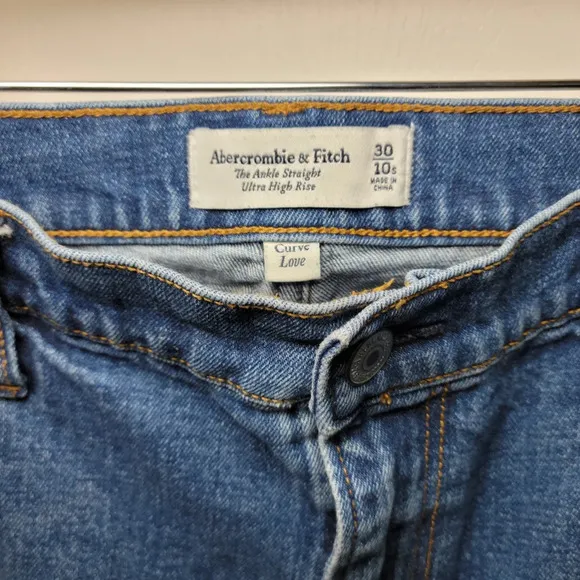 Abercrombie & Fitch
The Ankle Straight
Ultra High Rise
30
10s
MADE IN
CHINA
Curve
Love